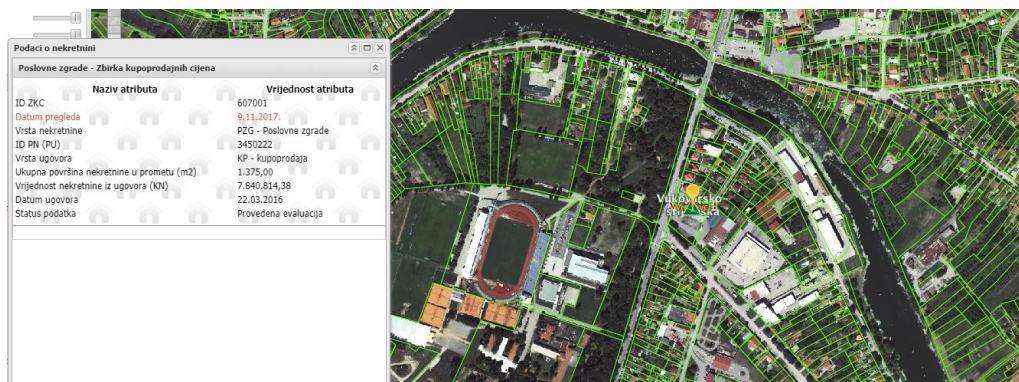 Podaci o nekretnini
Poslovne zgrade - Zbirka kupoprodajnih cijena
Naziv atributa Vrijednost atributa
ID ZKC 607001
Datum pregleda 9.11.2017.
Vrsta nekretnine PZG - Poslovne zgrade
ID PN (PU) 3450222
Vrsta ugovora KP - kupoprodaja
Ukupna površina nekretnine u prometu (m2) 1.375,00
Vrijednost nekretnine iz ugovora (KN) 7.840.814,38
Datum ugovora 22.03.2016
Status podatka Provedena evaluacija
Vukovarsko